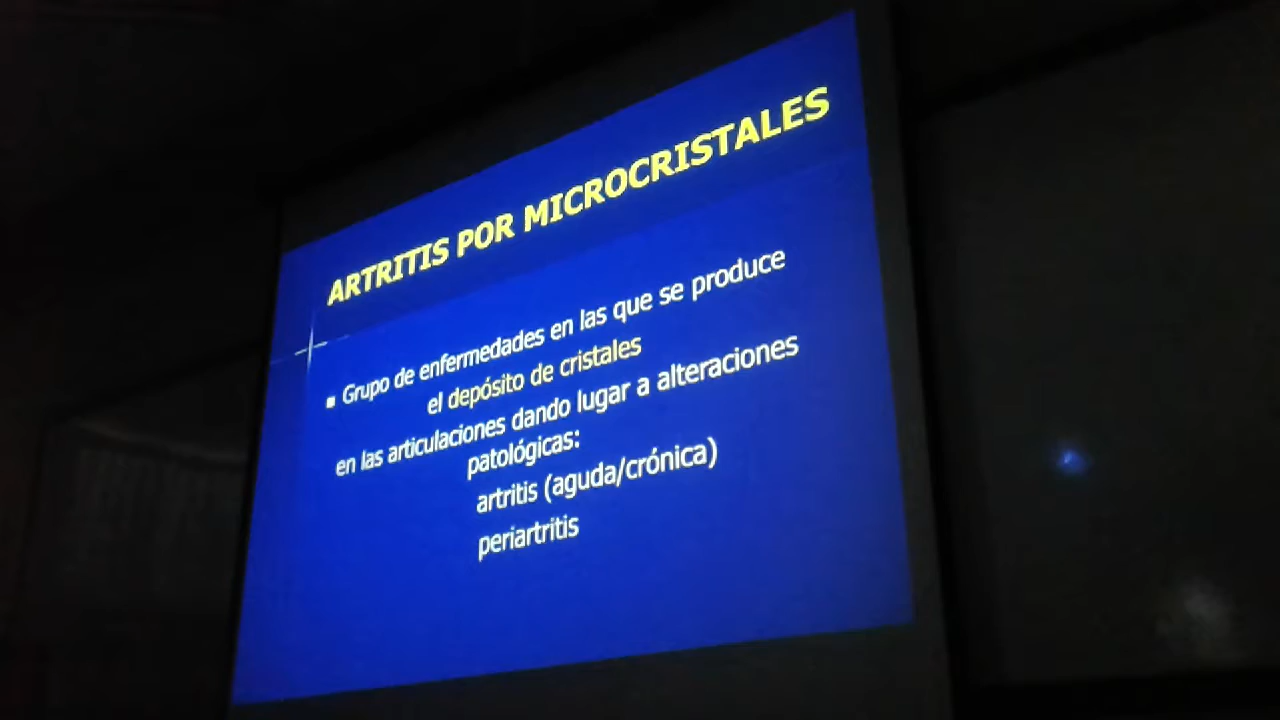 ARTRITIS POR MICROCRISTALES
▪ Grupo de enfermedades en las que se produce
el depósito de cristales
en las articulaciones dando lugar a alteraciones
patológicas:
artritis (aguda/crónica)
periartritis